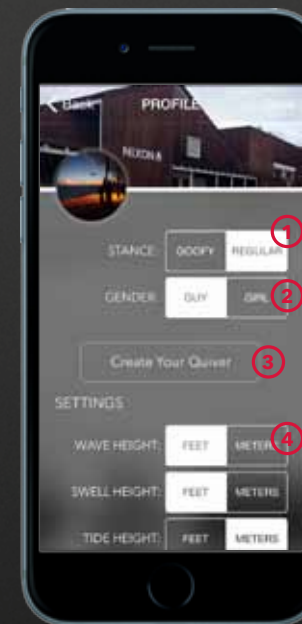 Back PROFILE
NIXON
1
STANCE: GOOFY REGULAR
GENDER: GUY GIRL 2
Create Your Quiver 3
SETTINGS
4
WAVE HEIGHT: FEET METERS
SWELL HEIGHT: FEET METERS
TIDE HEIGHT: FEET METERS